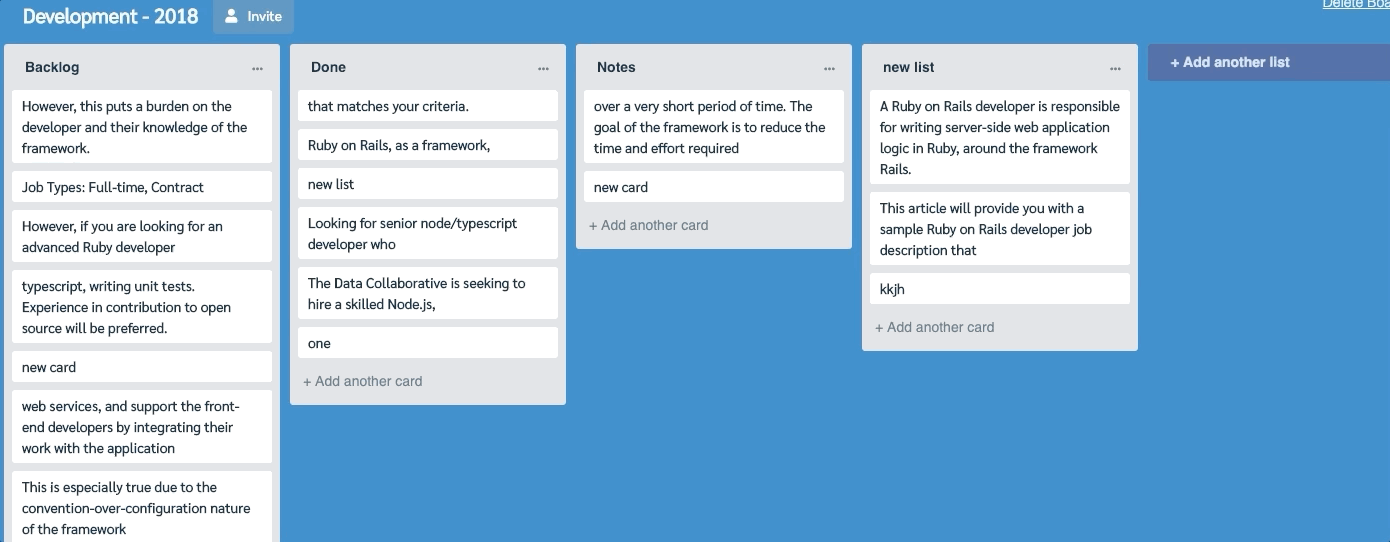 Development - 2018
Invite
Backlog
...
However, this puts a burden on the
developer and their knowledge of the
framework.
Job Types: Full-time, Contract
However, if you are looking for an
advanced Ruby developer
typescript, writing unit tests.
Experience in contribution to open
source will be preferred.
new card
web services, and support the front-
end developers by integrating their
work with the application
This is especially true due to the
convention-over-configuration nature
of the framework
Done
...
that matches your criteria.
Ruby on Rails, as a framework,
new list
Looking for senior node/typescript
developer who
The Data Collaborative is seeking to
hire a skilled Node.js,
one
+ Add another card
Notes
...
over a very short period of time. The
goal of the framework is to reduce the
time and effort required
new card
+ Add another card
new list
...
A Ruby on Rails developer is responsible
for writing server-side web application
logic in Ruby, around the framework
Rails.
This article will provide you with a
sample Ruby on Rails developer job
description that
kkjh
+ Add another card
+ Add another list
Delete